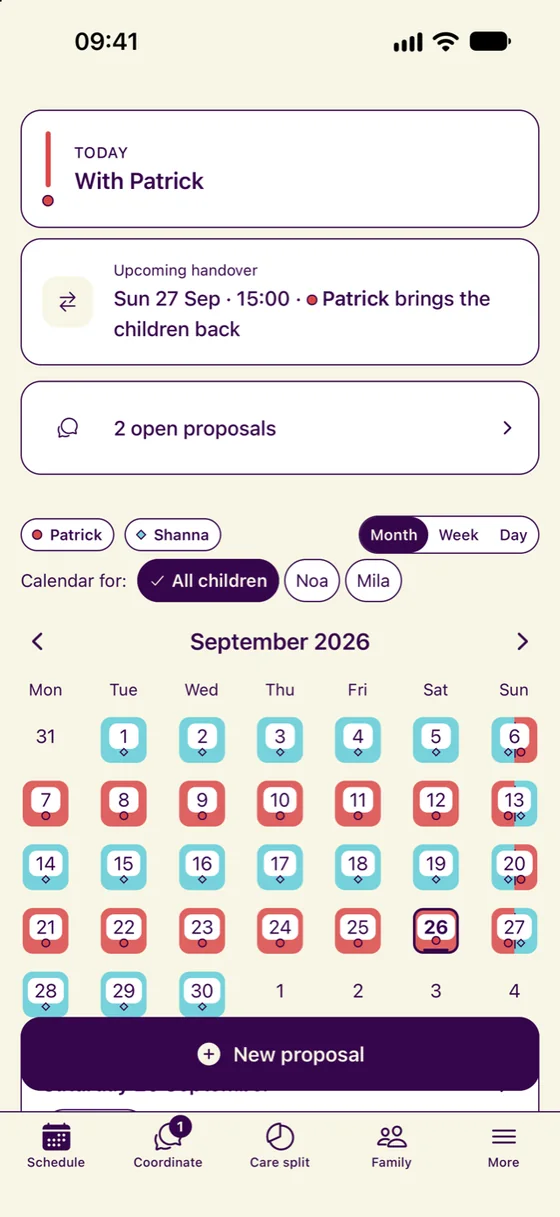 09:41
TODAY
With Patrick
Upcoming handover
Sun 27 Sep · 15:00 · Patrick brings the
children back
2 open proposals
Patrick Shanna Month Week Day
Calendar for: All children Noa Mila
September 2026
Mon Tue Wed Thu Fri Sat Sun
31 1 2 3 4 5 6
7 8 9 10 11 12 13
14 15 16 17 18 19 20
21 22 23 24 25 26 27
28 29 30 1 2 3 4
New proposal
1
Schedule Coordinate Care split Family More